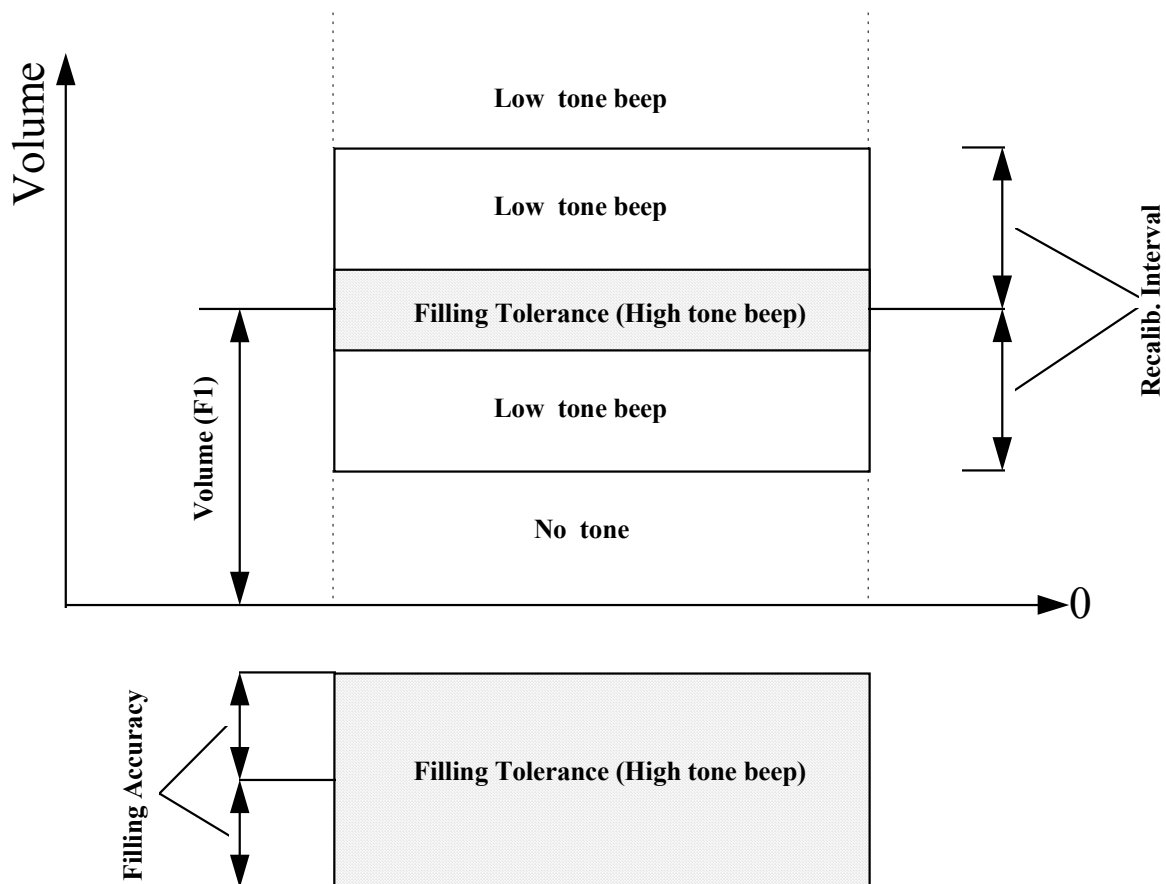 Volume
Low tone beep
Low tone beep
Filling Tolerance (High tone beep)
Low tone beep
No tone
Volume (F1)
Recalib. Interval
0
Filling Accuracy
Filling Tolerance (High tone beep)